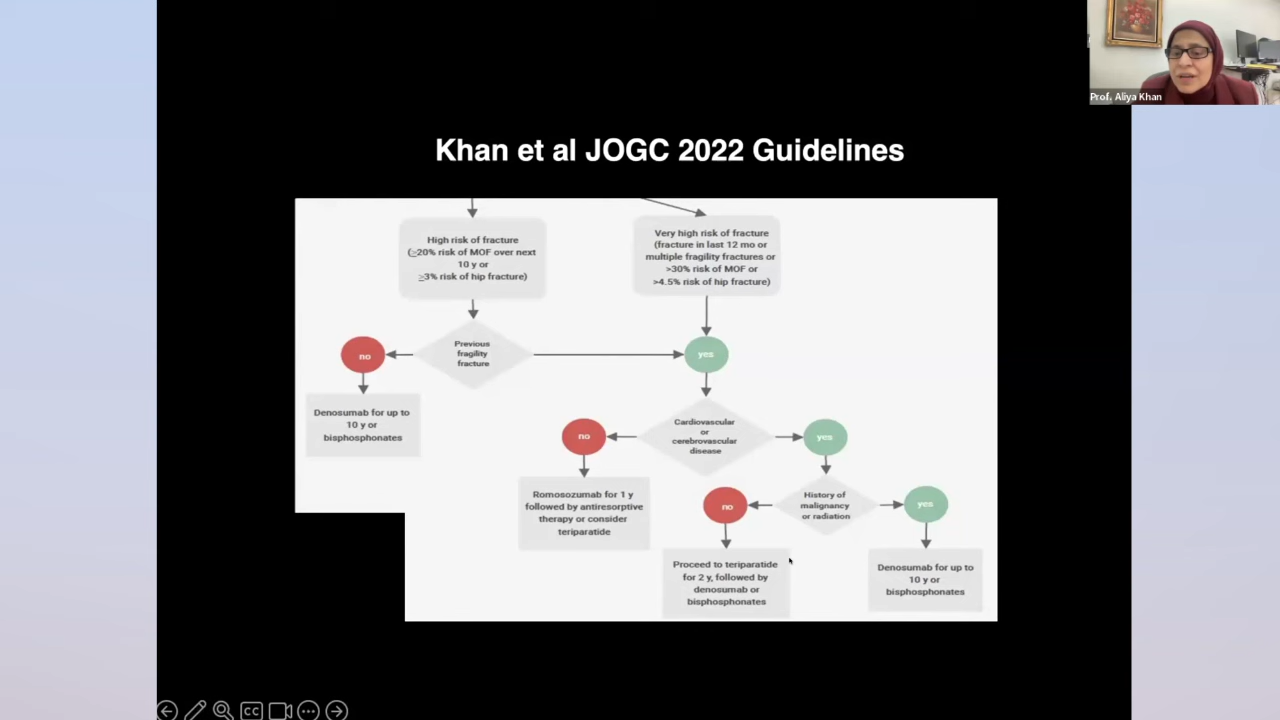 Prof. Aliya Khan
Khan et al JOGC 2022 Guidelines
High risk of fracture
(≥20% risk of MOF over next
10 y or
≥3% risk of hip fracture)
Very high risk of fracture
(fracture in last 12 mo or
multiple fragility fractures or
>30% risk of MOF or
>4.5% risk of hip fracture)
no
Previous
fragility
fracture
yes
Denosumab for up to
10 y or
bisphosphonates
no
Cardiovascular
or
cerebrovascular
disease
yes
Romosozumab for 1 y
followed by antiresorptive
therapy or consider
teriparatide
no
History of
malignancy
or radiation
yes
Proceed to teriparatide
for 2 y, followed by
denosumab or
bisphosphonates
Denosumab for up to
10 y or
bisphosphonates
CC